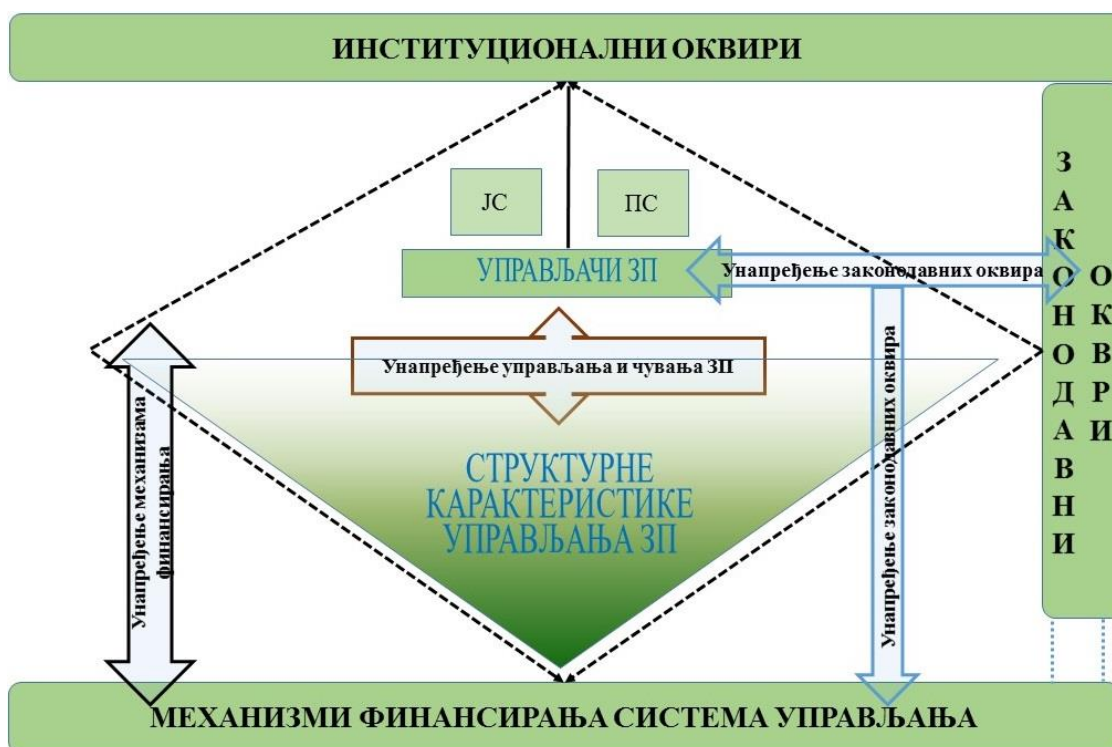 ИНСТИТУЦИОНАЛНИ ОКВИРИ
ЈС
ПС
УПРАВЉАЧИ ЗП
Унапређење законодавних оквира
ЗАКОНОДАВНИ
ОКВРИ
Унапређење управљања и чувања ЗП
Унапређење механизама
финансирања
СТРУКТУРНЕ
КАРАКТЕРИСТИКЕ
УПРАВЉАЊА ЗП
Унапређење законодавних оквира
МЕХАНИЗМИ ФИНАНСИРАЊА СИСТЕМА УПРАВЉАЊА